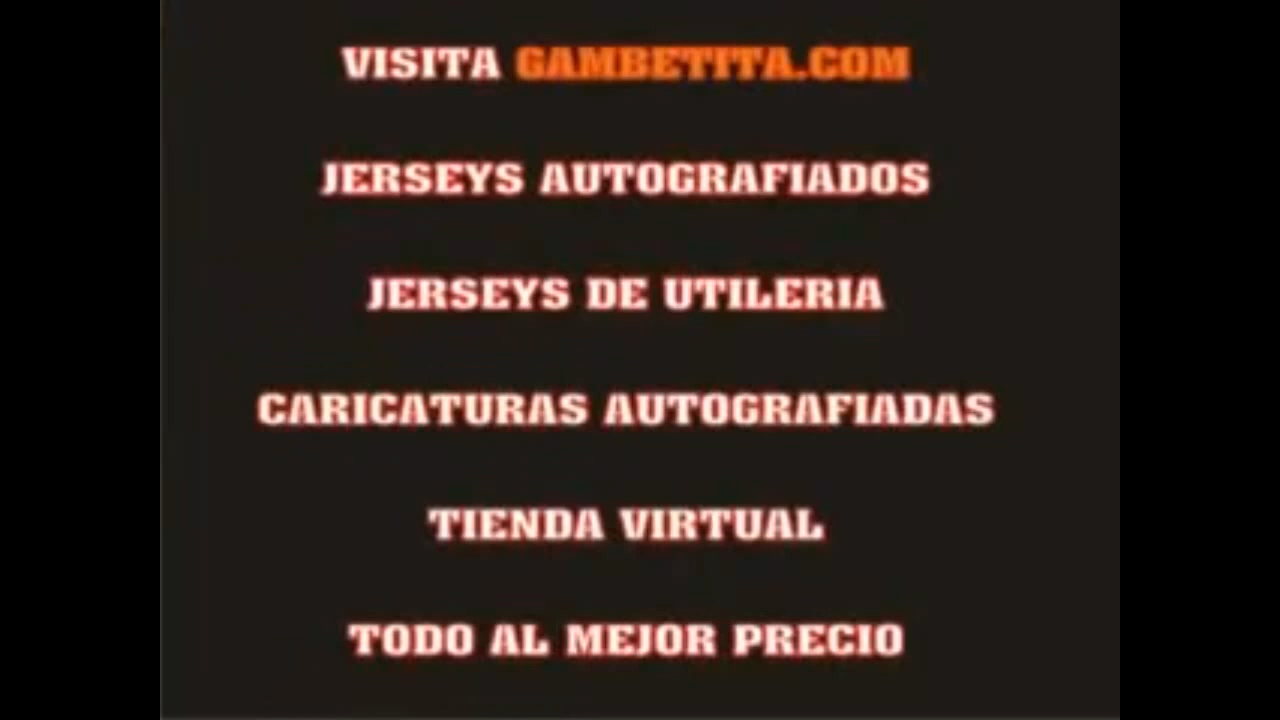 VISITA GAMBETITA.COM
JERSEYS AUTOGRAFIADOS
JERSEYS DE UTILERIA
CARICATURAS AUTOGRAFIADAS
TIENDA VIRTUAL
TODO AL MEJOR PRECIO